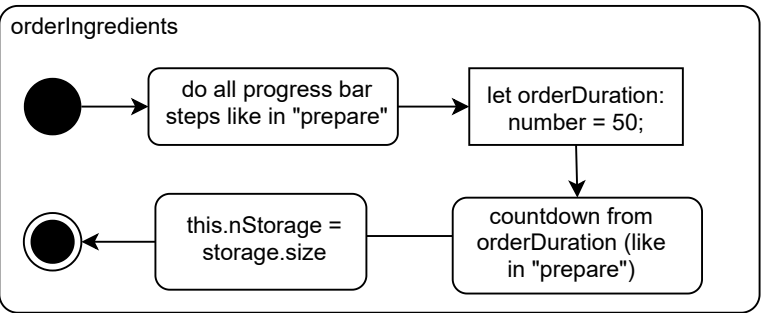 orderIngredients
do all progress bar
steps like in "prepare"
let orderDuration:
number = 50;
this.nStorage =
storage.size
countdown from
orderDuration (like
in "prepare")